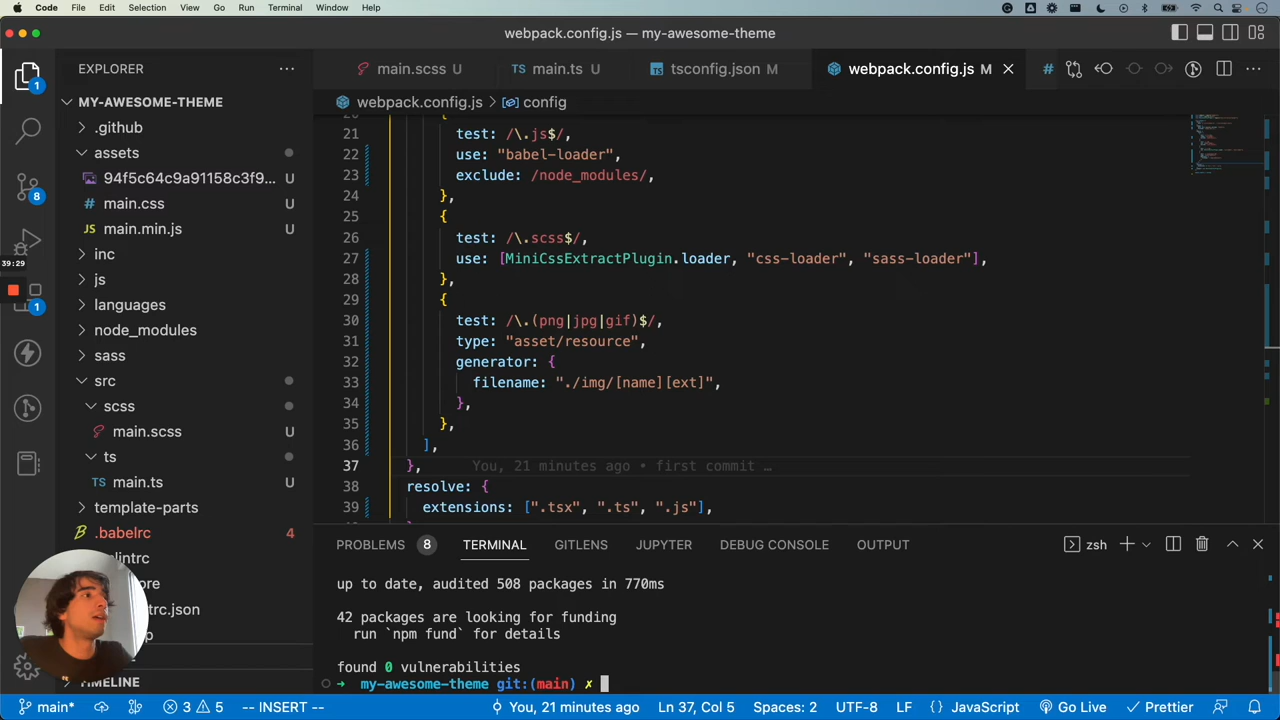 Code File Edit Selection View Go Run Terminal Window Help
webpack.config.js — my-awesome-theme
EXPLORER
main.scss U
main.ts U
tsconfig.json M
webpack.config.js M
MY-AWESOME-THEME
webpack.config.js > config
.github
assets
94f5c64c9a91158c3f9... U
main.css U
main.min.js U
inc
js
languages
node_modules
sass
src
scss
main.scss U
ts
main.ts U
template-parts
.babelrc 4
trc.json
TIMELINE
1
8
39:29
1
21 test: /\.js$/,
22 use: "babel-loader",
23 exclude: /node_modules/,
24 },
25 {
26 test: /\.scss$/,
27 use: [MiniCssExtractPlugin.loader, "css-loader", "sass-loader"],
28 },
29 {
30 test: /\.(png|jpg|gif)$/,
31 type: "asset/resource",
32 generator: {
33 filename: "./img/[name][ext]",
34 },
35 },
36 ],
37 }, You, 21 minutes ago • first commit …
38 resolve: {
39 extensions: [".tsx", ".ts", ".js"],
PROBLEMS 8 TERMINAL GITLENS JUPYTER DEBUG CONSOLE OUTPUT
zsh
up to date, audited 508 packages in 770ms
42 packages are looking for funding
run `npm fund` for details
found 0 vulnerabilities
➜ my-awesome-theme git:(main) ✗
main* 3 5 -- INSERT -- You, 21 minutes ago Ln 37, Col 5 Spaces: 2 UTF-8 LF {} JavaScript Go Live Prettier